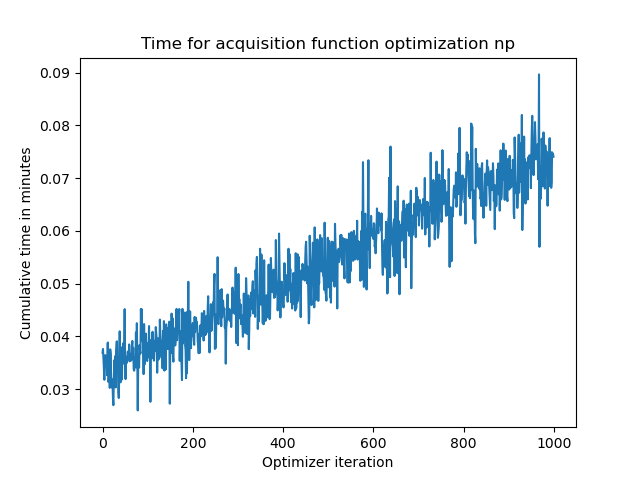 Time for acquisition function optimization np
0.09
0.08
0.07
0.06
0.05
0.04
0.03
Cumulative time in minutes
0 200 400 600 800 1000
Optimizer iteration